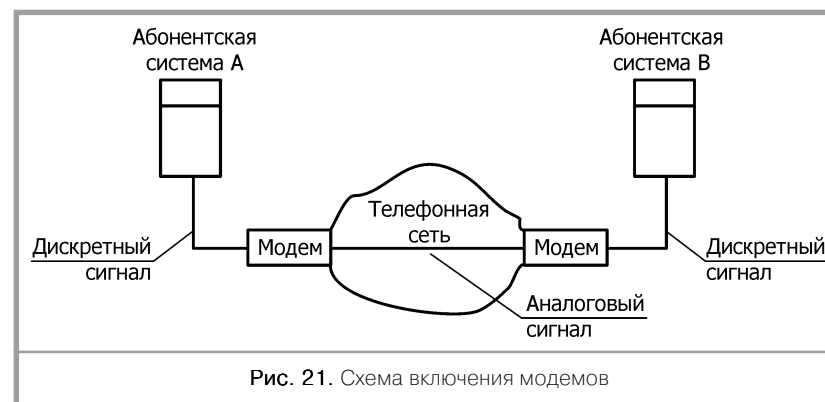 Абонентская
система А
Абонентская
система В
Телефонная
сеть
Модем
Модем
Дискретный
сигнал
Дискретный
сигнал
Аналоговый
сигнал
Рис. 21. Схема включения модемов